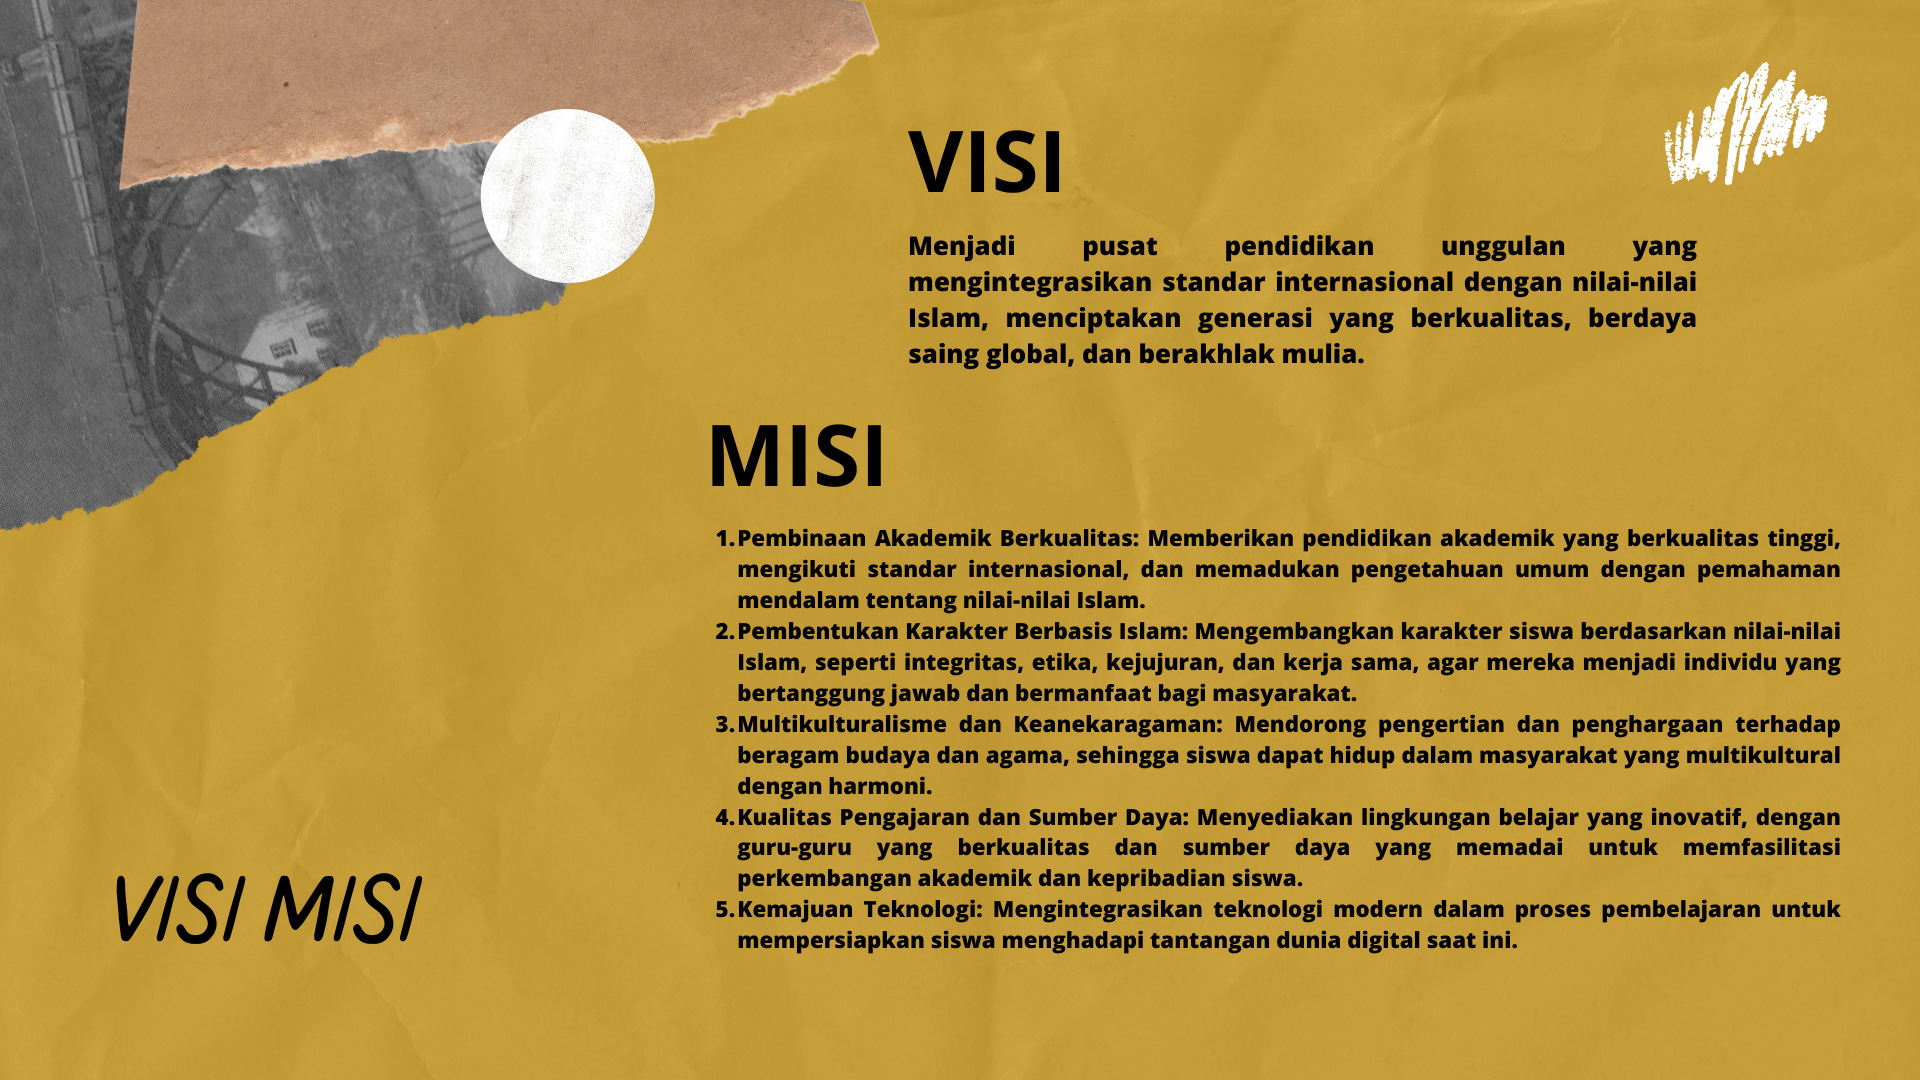 VISI
Menjadi pusat pendidikan unggulan yang
mengintegrasikan standar internasional dengan nilai-nilai
Islam, menciptakan generasi yang berkualitas, berdaya
saing global, dan berakhlak mulia.
MISI
1. Pembinaan Akademik Berkualitas: Memberikan pendidikan akademik yang berkualitas tinggi,
mengikuti standar internasional, dan memadukan pengetahuan umum dengan pemahaman
mendalam tentang nilai-nilai Islam.
2. Pembentukan Karakter Berbasis Islam: Mengembangkan karakter siswa berdasarkan nilai-nilai
Islam, seperti integritas, etika, kejujuran, dan kerja sama, agar mereka menjadi individu yang
bertanggung jawab dan bermanfaat bagi masyarakat.
3. Multikulturalisme dan Keanekaragaman: Mendorong pengertian dan penghargaan terhadap
beragam budaya dan agama, sehingga siswa dapat hidup dalam masyarakat yang multikultural
dengan harmoni.
4. Kualitas Pengajaran dan Sumber Daya: Menyediakan lingkungan belajar yang inovatif, dengan
guru-guru yang berkualitas dan sumber daya yang memadai untuk memfasilitasi
perkembangan akademik dan kepribadian siswa.
5. Kemajuan Teknologi: Mengintegrasikan teknologi modern dalam proses pembelajaran untuk
mempersiapkan siswa menghadapi tantangan dunia digital saat ini.
VISI MISI